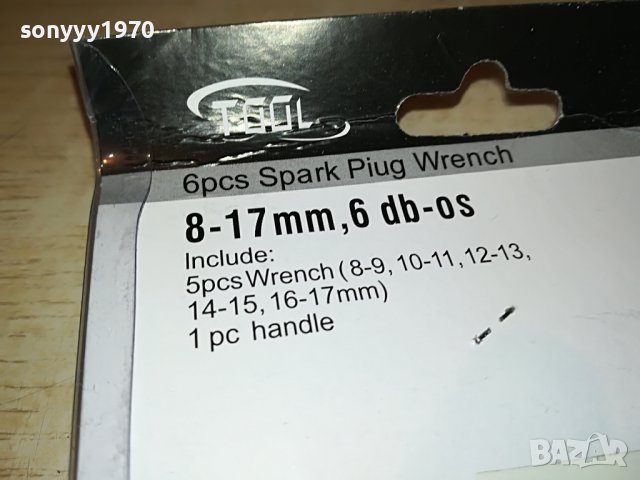 sonyyy1970
TOOL
6pcs Spark Piug Wrench
8-17mm,6 db-os
Include:
5pcs Wrench (8-9, 10-11, 12-13,
14-15, 16-17mm)
1 pc handle
BAZAR